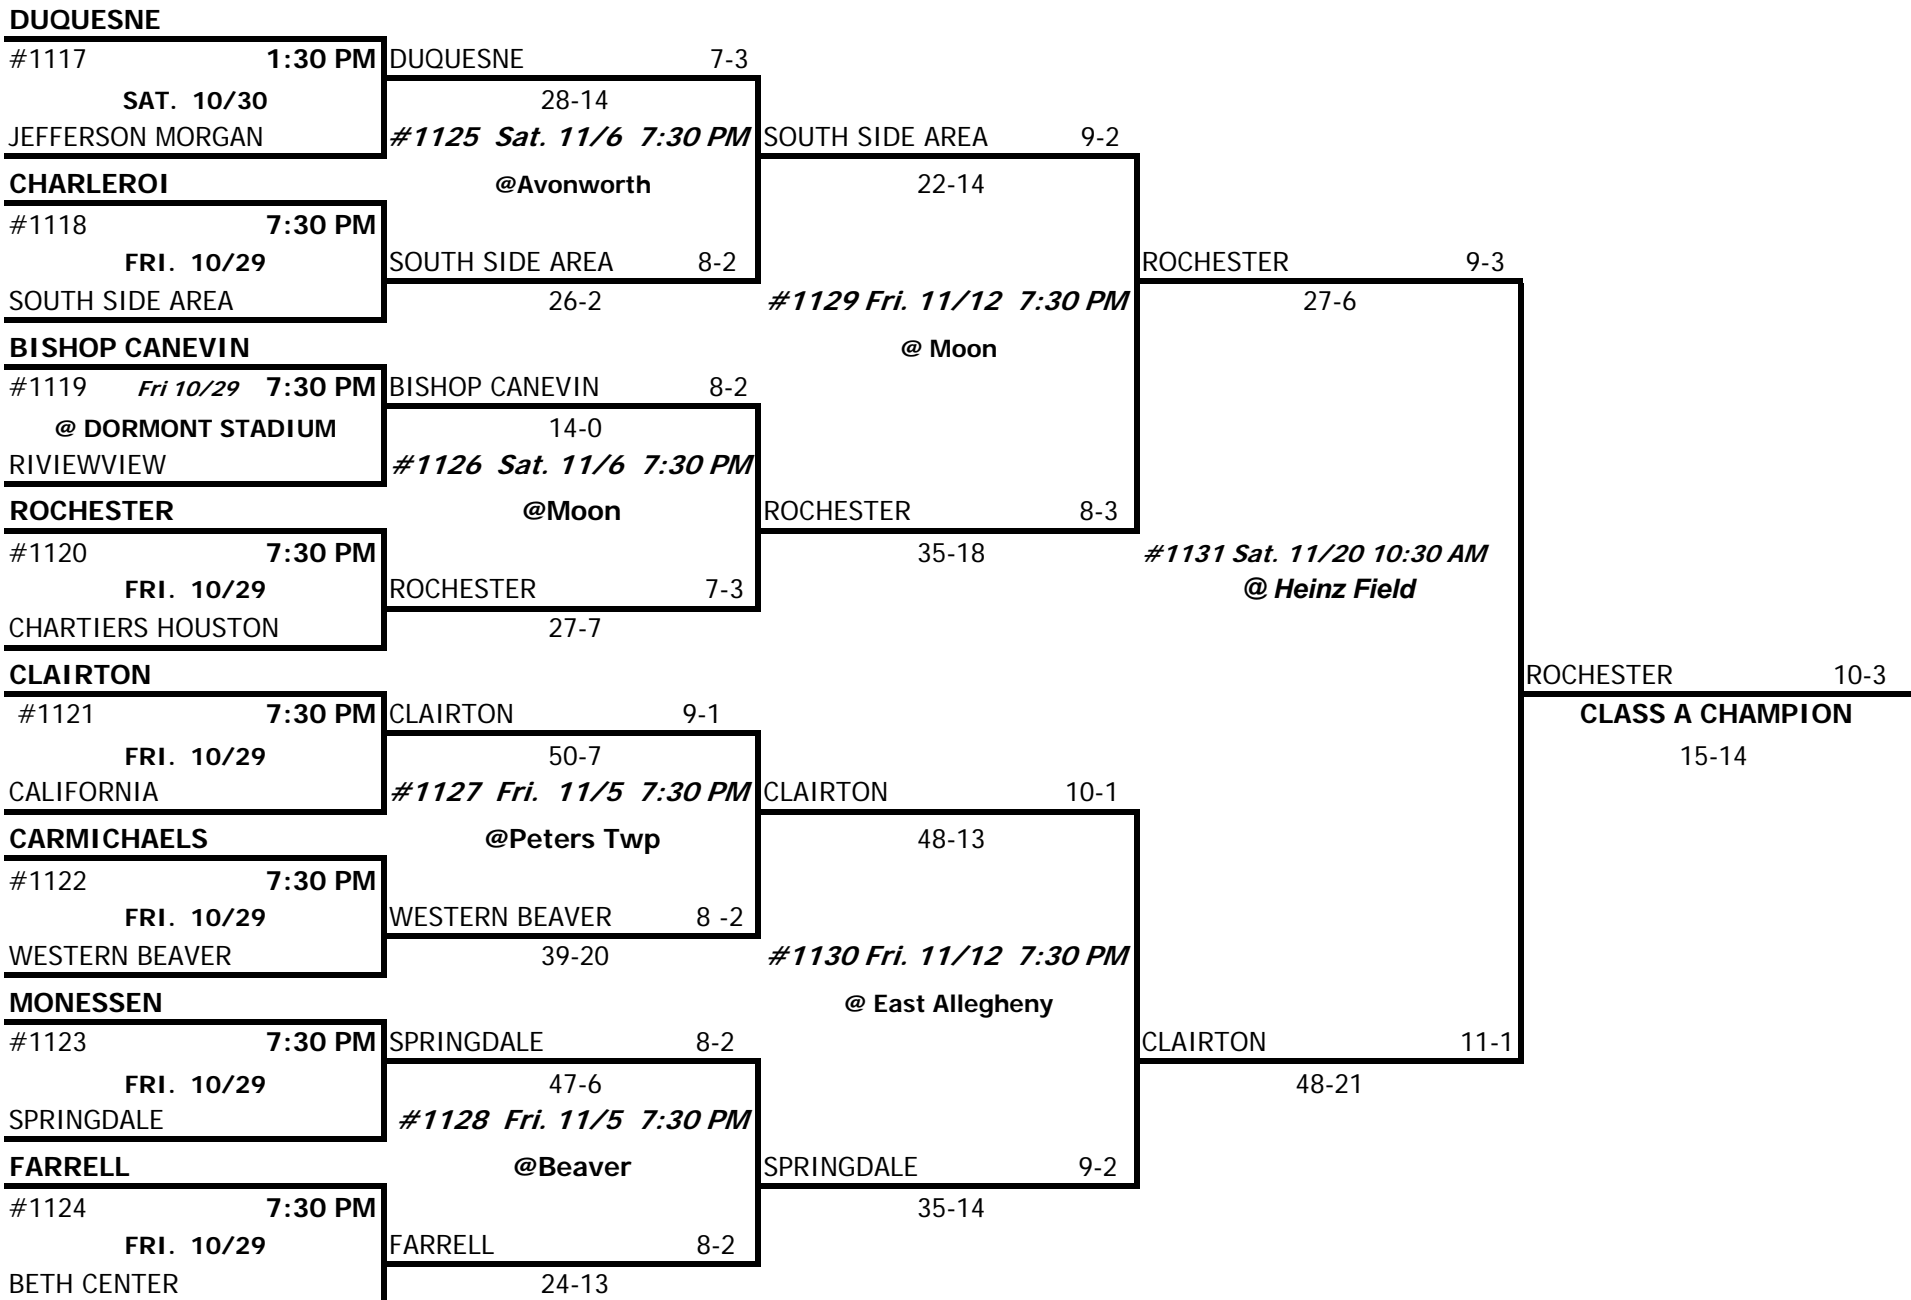 DUQUESNE
#1117 1:30 PM
SAT. 10/30
JEFFERSON MORGAN
CHARLEROI
#1118 7:30 PM
FRI. 10/29
SOUTH SIDE AREA
BISHOP CANEVIN
#1119 Fri 10/29 7:30 PM
@ DORMONT STADIUM
RIVIEWVIEW
ROCHESTER
#1120 7:30 PM
FRI. 10/29
CHARTIERS HOUSTON
CLAIRTON
#1121 7:30 PM
FRI. 10/29
CALIFORNIA
CARMICHAELS
#1122 7:30 PM
FRI. 10/29
WESTERN BEAVER
MONESSEN
#1123 7:30 PM
FRI. 10/29
SPRINGDALE
FARRELL
#1124 7:30 PM
FRI. 10/29
BETH CENTER
DUQUESNE 7-3
28-14
#1125 Sat. 11/6 7:30 PM
@Avonworth
SOUTH SIDE AREA 8-2
26-2
BISHOP CANEVIN 8-2
14-0
#1126 Sat. 11/6 7:30 PM
@Moon
ROCHESTER 7-3
27-7
CLAIRTON 9-1
50-7
#1127 Fri. 11/5 7:30 PM
@Peters Twp
WESTERN BEAVER 8 -2
39-20
SPRINGDALE 8-2
47-6
#1128 Fri. 11/5 7:30 PM
@Beaver
FARRELL 8-2
24-13
SOUTH SIDE AREA 9-2
22-14
#1129 Fri. 11/12 7:30 PM
@ Moon
ROCHESTER 8-3
35-18
CLAIRTON 10-1
48-13
#1130 Fri. 11/12 7:30 PM
@ East Allegheny
SPRINGDALE 9-2
35-14
ROCHESTER 9-3
27-6
#1131 Sat. 11/20 10:30 AM
@ Heinz Field
CLAIRTON 11-1
48-21
ROCHESTER 10-3
CLASS A CHAMPION
15-14